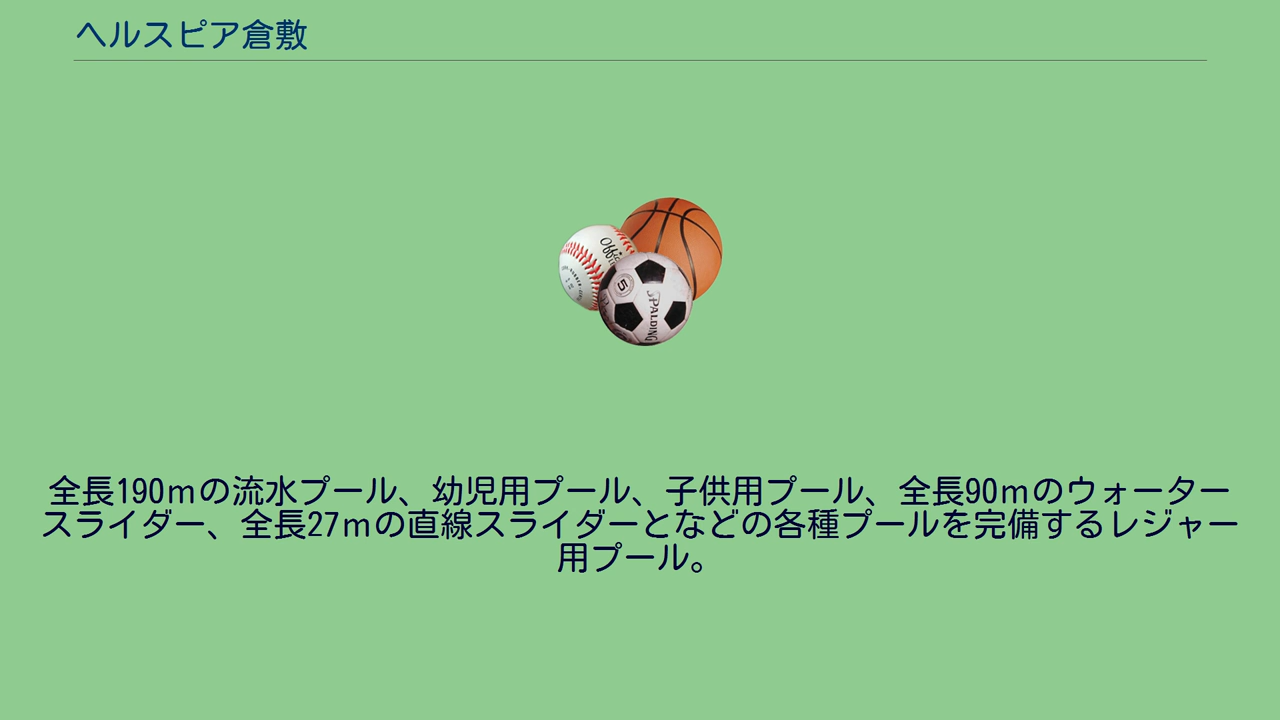 ヘルスピア倉敷
Offic
5
SPALDING
全長190ｍの流水プール、幼児用プール、子供用プール、全長90ｍのウォーター
スライダー、全長27ｍの直線スライダーとなどの各種プールを完備するレジャー
用プール。